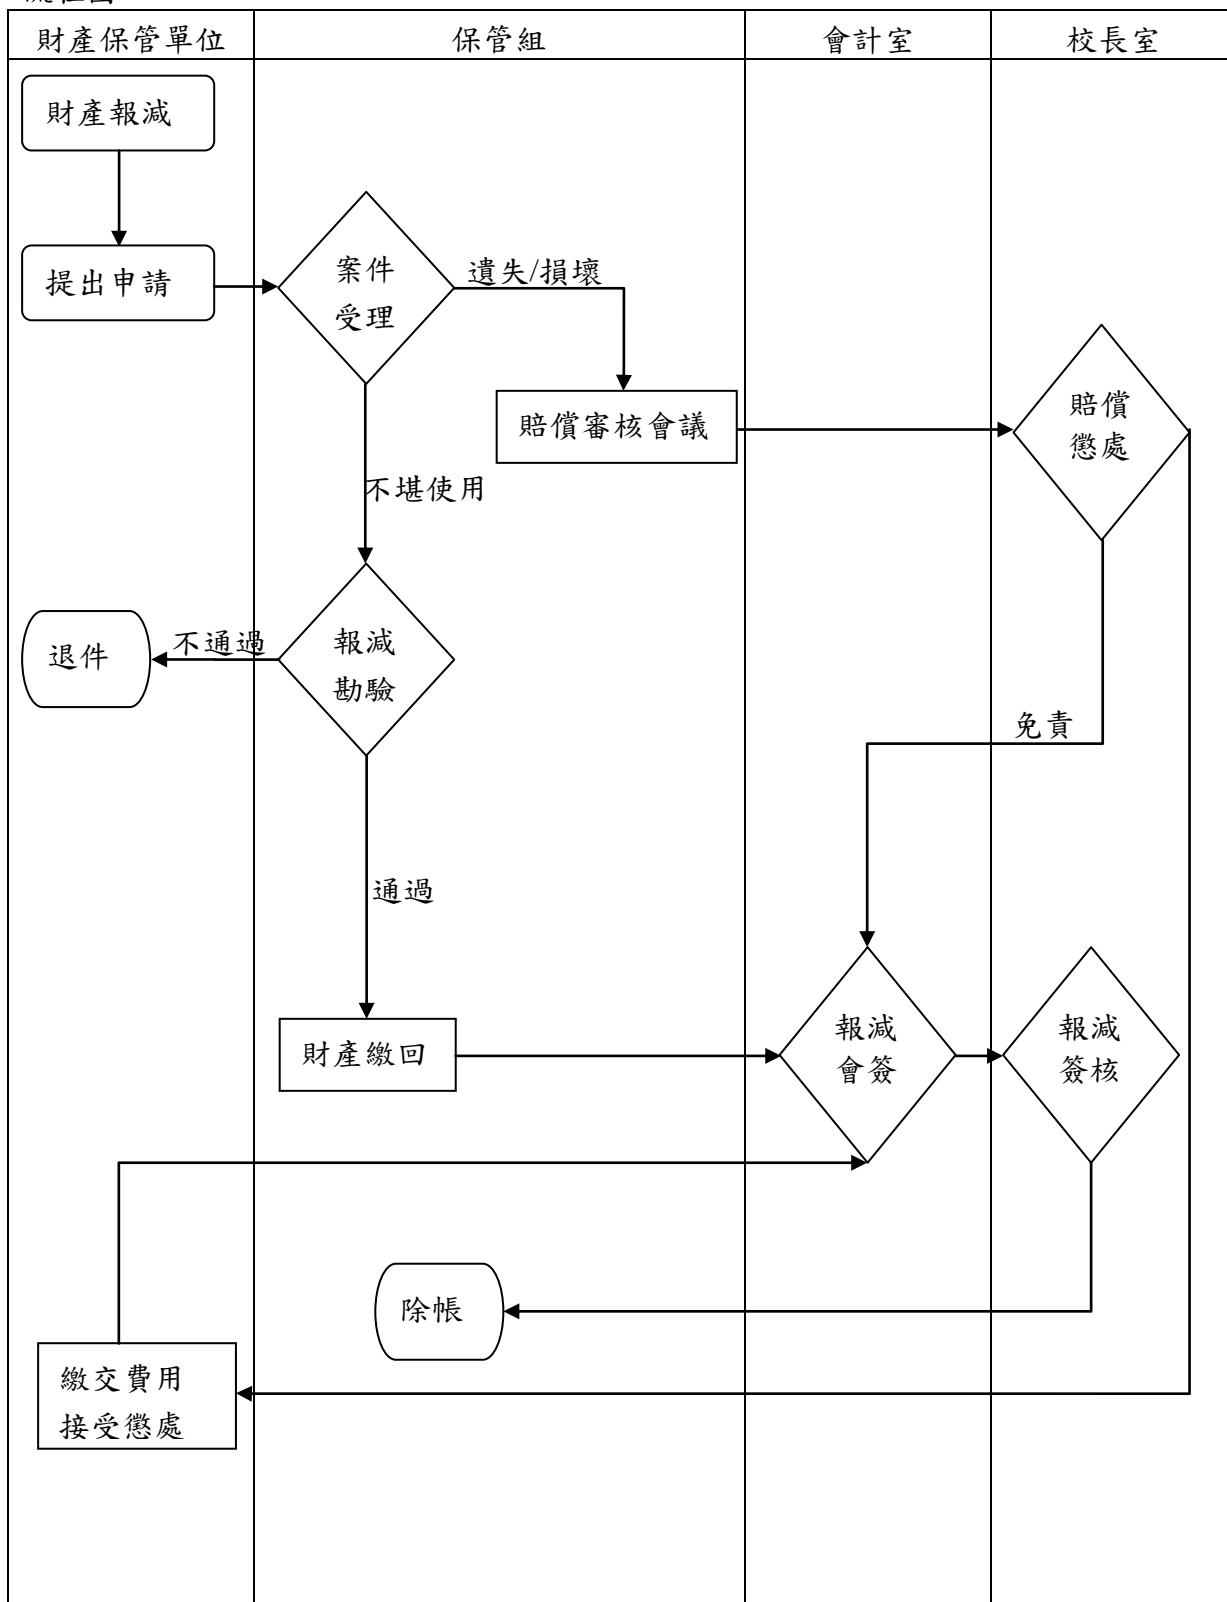 財產保管單位
保管組
會計室
校長室
財產報減
提出申請
案件
受理
遺失/損壞
賠償審核會議
賠償
懲處
不堪使用
退件
不通過
報減
勘驗
免責
通過
財產繳回
報減
會簽
報減
簽核
除帳
繳交費用
接受懲處